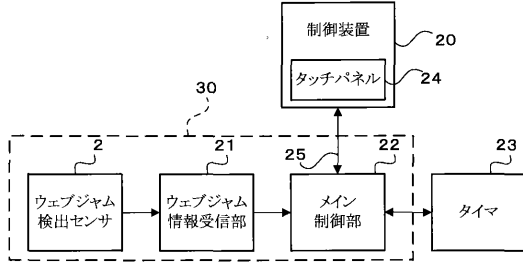 制御装置
20
タッチパネル
24
30
2
21
25
22
23
ウェブジャム
検出センサ
ウェブジャム
情報受信部
メイン
制御部
タイマ